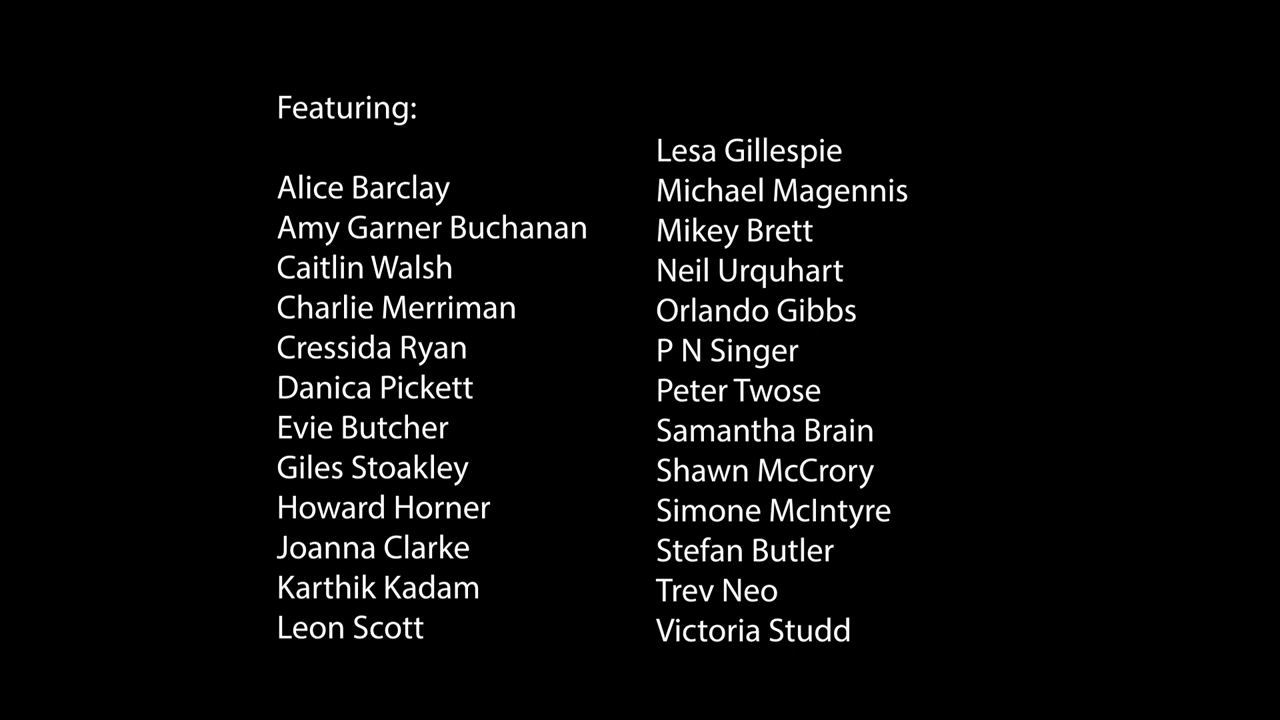 Featuring:
Alice Barclay
Amy Garner Buchanan
Caitlin Walsh
Charlie Merriman
Cressida Ryan
Danica Pickett
Evie Butcher
Giles Stoakley
Howard Horner
Joanna Clarke
Karthik Kadam
Leon Scott
Lesa Gillespie
Michael Magennis
Mikey Brett
Neil Urquhart
Orlando Gibbs
P N Singer
Peter Twose
Samantha Brain
Shawn McCrory
Simone McIntyre
Stefan Butler
Trev Neo
Victoria Studd